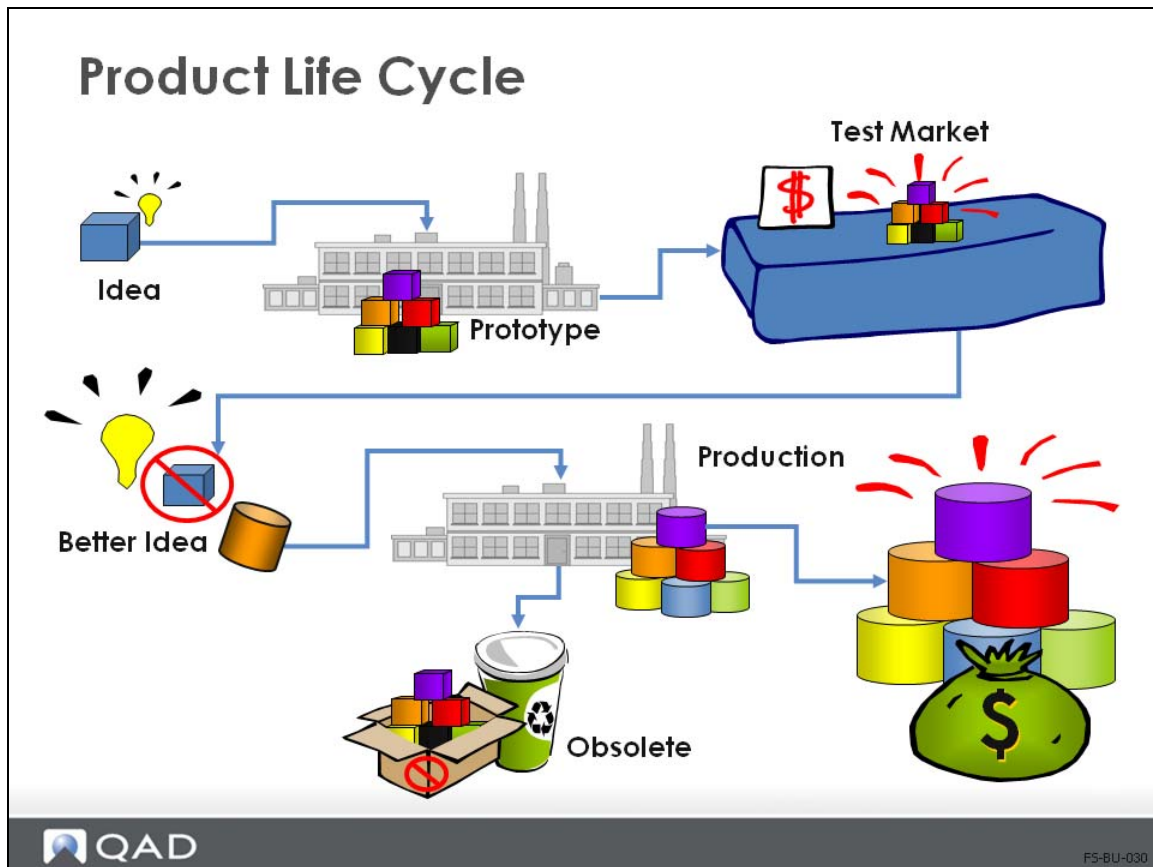 Product Life Cycle
Test Market
$
Idea
Prototype
Production
Better Idea
$
Obsolete
QAD
FS-BU-030